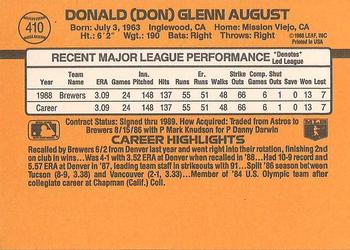 410
DONALD (DON) GLENN AUGUST
Born: July 3, 1963 Inglewood, CA Home: Mission Viejo, CA
Ht.: 6' 2" Wgt.: 190 Bats: Right Throws: Right
© 1988 LEAF, INC
Printed in USA
RECENT MAJOR LEAGUE PERFORMANCE *Denotes Led League
ERA Games Innings Pitched Hits Earned Runs Walks Strike Outs Comp Games Shut Outs Saves Won Lost
1988 Brewers 3.09 24 148 137 55 51 48 6 1 0 13 7
Career 3.09 24 148 137 55 51 48 6 1 0 13 7
Contract Status: Signed thru 1989. How Acquired: Traded from Astros to
Brewers 8/15/86 with P Mark Knudson for P Danny Darwin
CAREER HIGHLIGHTS
Recalled by Brewers 6/2 from Denver last year and went into their rotation, finishing 2nd
on club in wins... Was 4-1 with 3.52 ERA at Denver when recalled in '88... Had 10-9 record
and 5.57 ERA at Denver in '87, leading team in strikeouts with 91... Split '86 season between
Tucson (8-9, 3.38) and Vancouver (2-1, 3.33)... Member of '84 U.S. Olympic team after
collegiate career at Chapman (Calif.) Coll.